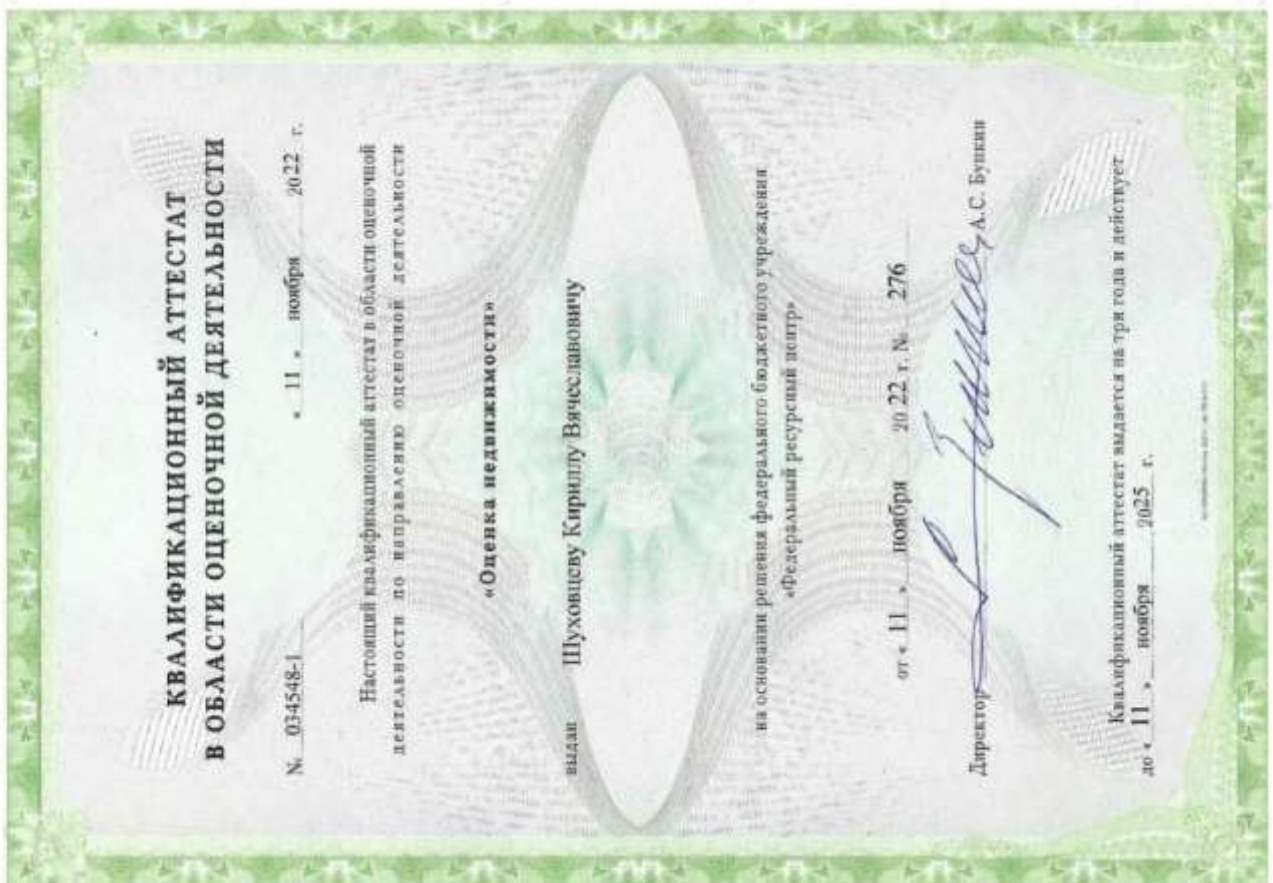 КВАЛИФИКАЦИОННЫЙ АТТЕСТАТ
В ОБЛАСТИ ОЦЕНОЧНОЙ ДЕЯТЕЛЬНОСТИ
№ 034548-1 « 11 » ноября 2022 г.
Настоящий квалификационный аттестат в области оценочной
деятельности по направлению оценочной деятельности
«Оценка недвижимости»
выдан Шуховцеву Кириллу Вячеславовичу
на основании решения федерального бюджетного учреждения
«Федеральный ресурсный центр»
от « 11 » ноября 20 22 г. № 276
Директор А.С. Бункин
Квалификационный аттестат выдается на три года и действует
до « 11 » ноября 2025 г.